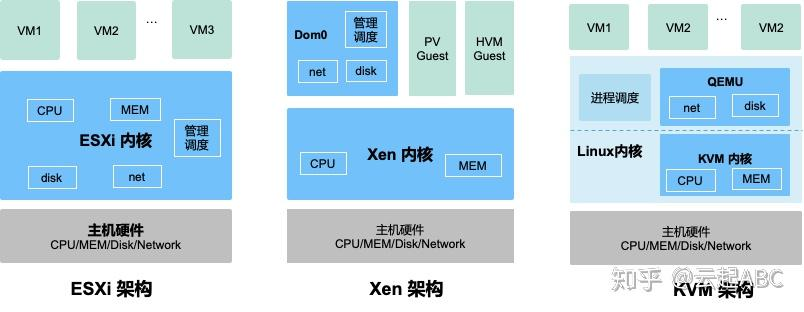 VM1
VM2
...
VM3
CPU
MEM
ESXi 内核
管理
调度
disk
net
主机硬件
CPU/MEM/Disk/Network
ESXi 架构
Dom0
管理
调度
net
disk
PV
Guest
HVM
Guest
Xen 内核
CPU
MEM
主机硬件
CPU/MEM/Disk/Network
Xen 架构
VM1
VM2
...
VM2
进程调度
QEMU
net
disk
Linux内核
KVM 内核
CPU
MEM
主机硬件
CPU/MEM/Disk/Network
KVM 架构
知乎 @云起ABC